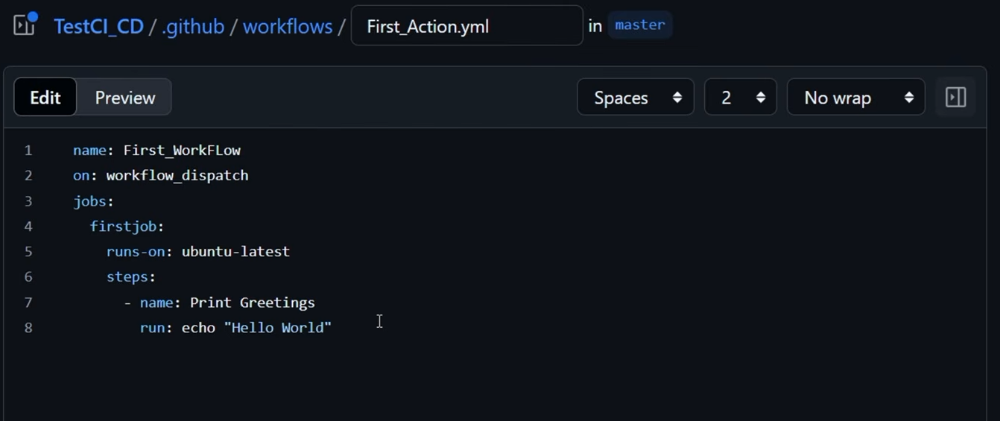 TestCI_CD / .github / workflows / First_Action.yml in master
Edit Preview Spaces 2 No wrap
1 name: First_WorkFLow
2 on: workflow_dispatch
3 jobs:
4   firstjob:
5     runs-on: ubuntu-latest
6     steps:
7       - name: Print Greetings
8         run: echo "Hello World"